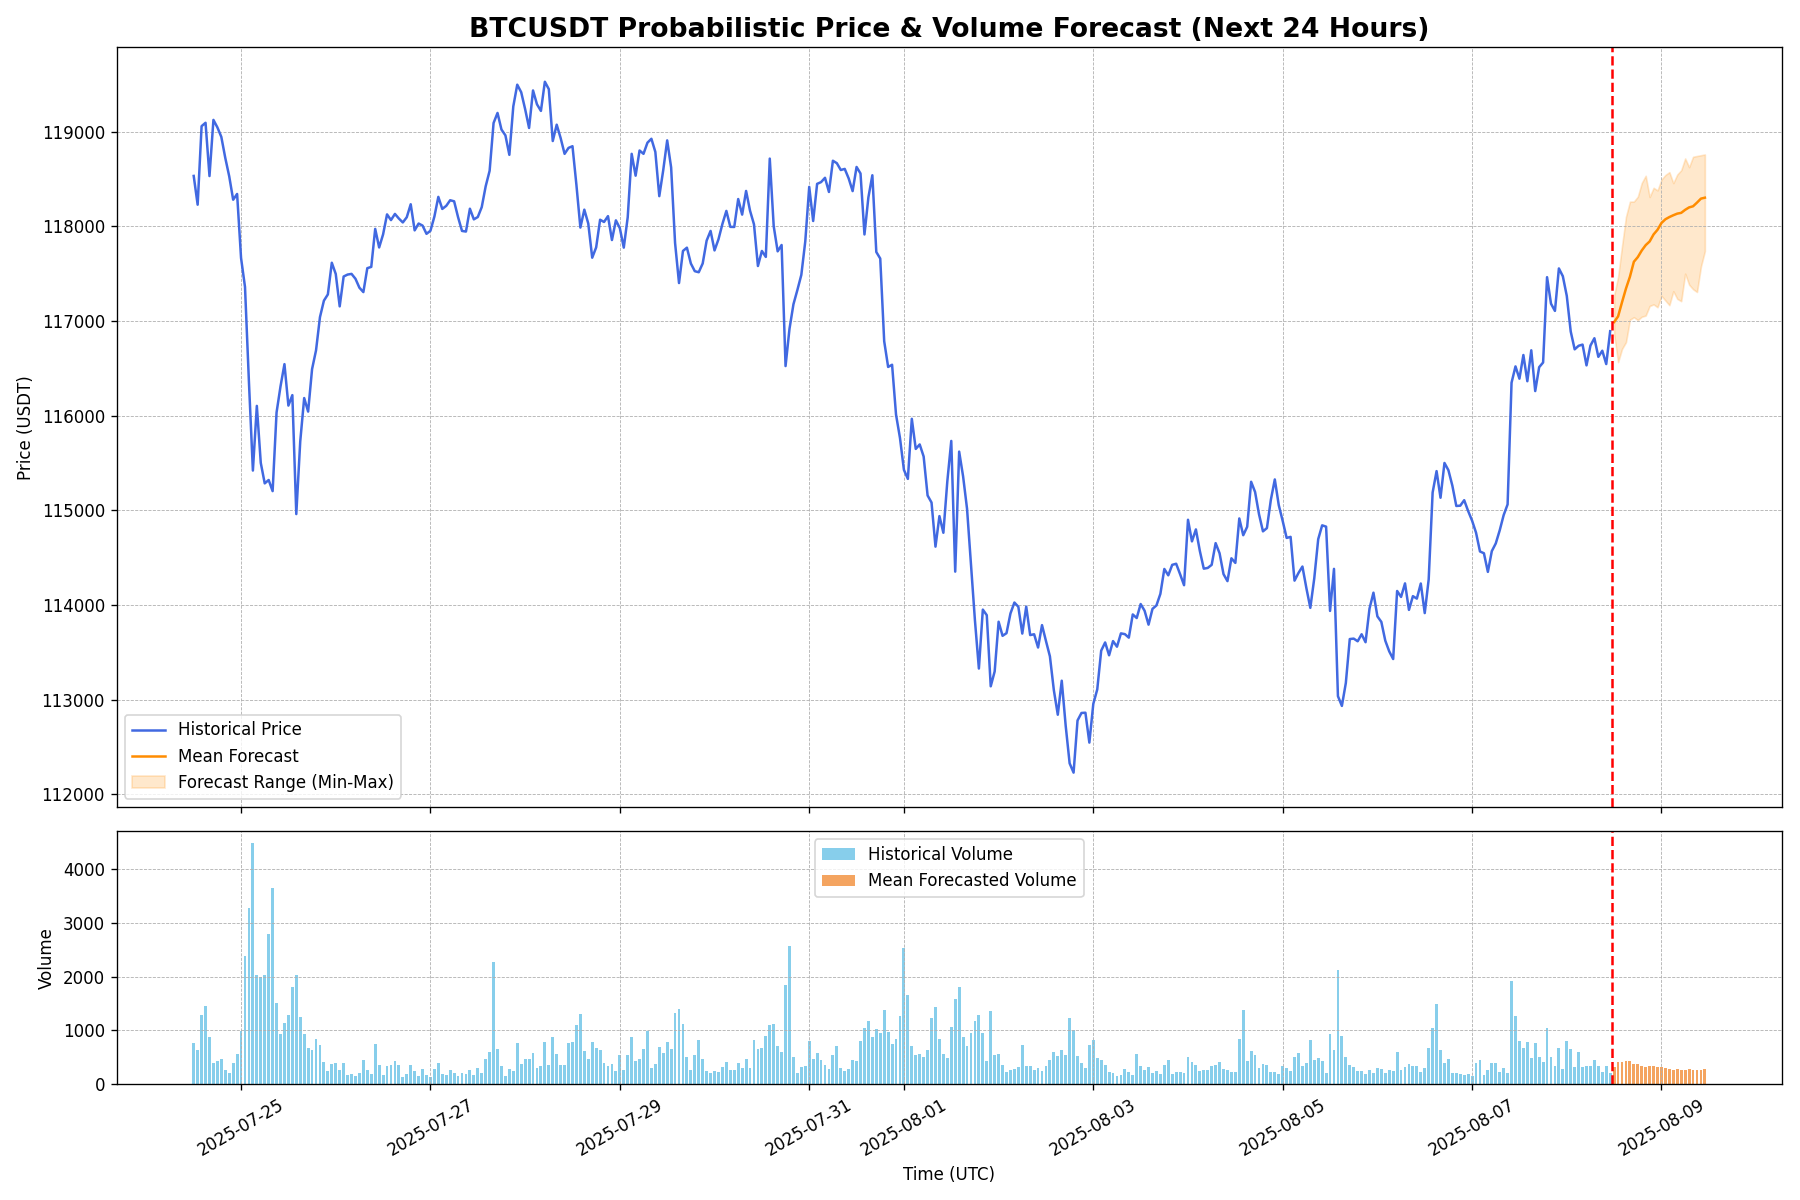 BTCUSDT Probabilistic Price & Volume Forecast (Next 24 Hours)
Price (USDT)
119000
118000
117000
116000
115000
114000
113000
112000
Historical Price
Mean Forecast
Forecast Range (Min-Max)
Volume
4000
3000
2000
1000
0
Historical Volume
Mean Forecasted Volume
2025-07-25
2025-07-27
2025-07-29
2025-07-31
2025-08-01
2025-08-03
2025-08-05
2025-08-07
2025-08-09
Time (UTC)